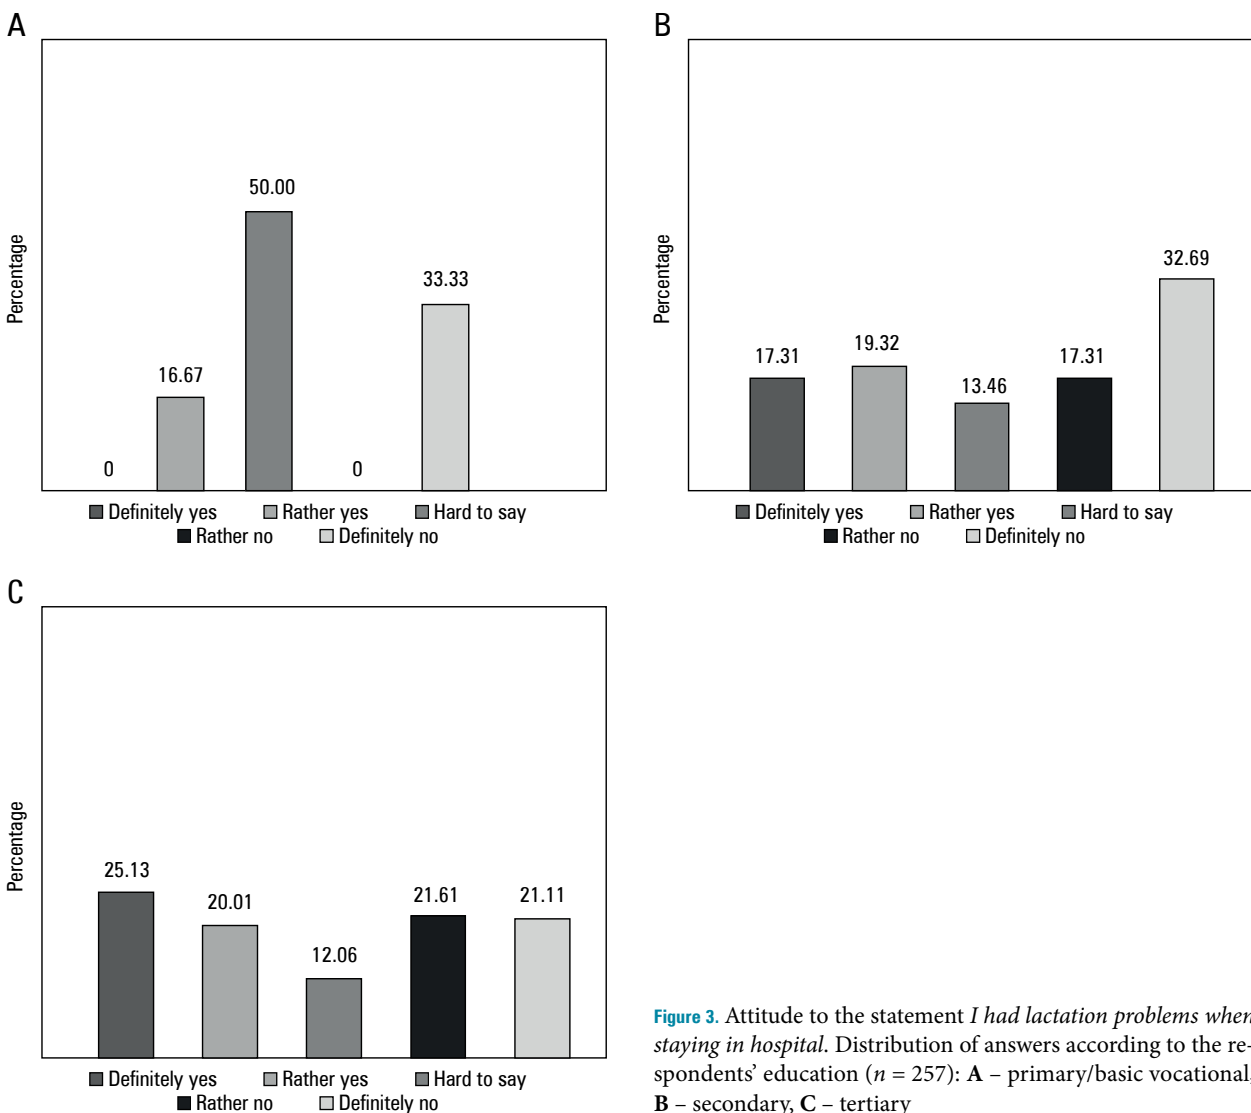 A
Percentage
50.00
33.33
16.67
0
0
Definitely yes Rather yes Hard to say
Rather no Definitely no
B
Percentage
32.69
17.31
19.32
13.46
17.31
Definitely yes Rather yes Hard to say
Rather no Definitely no
C
Percentage
25.13
20.01
12.06
21.61
21.11
Definitely yes Rather yes Hard to say
Rather no Definitely no
Figure 3. Attitude to the statement I had lactation problems when
staying in hospital. Distribution of answers according to the re-
spondents' education (n = 257): A – primary/basic vocational,
B – secondary, C – tertiary